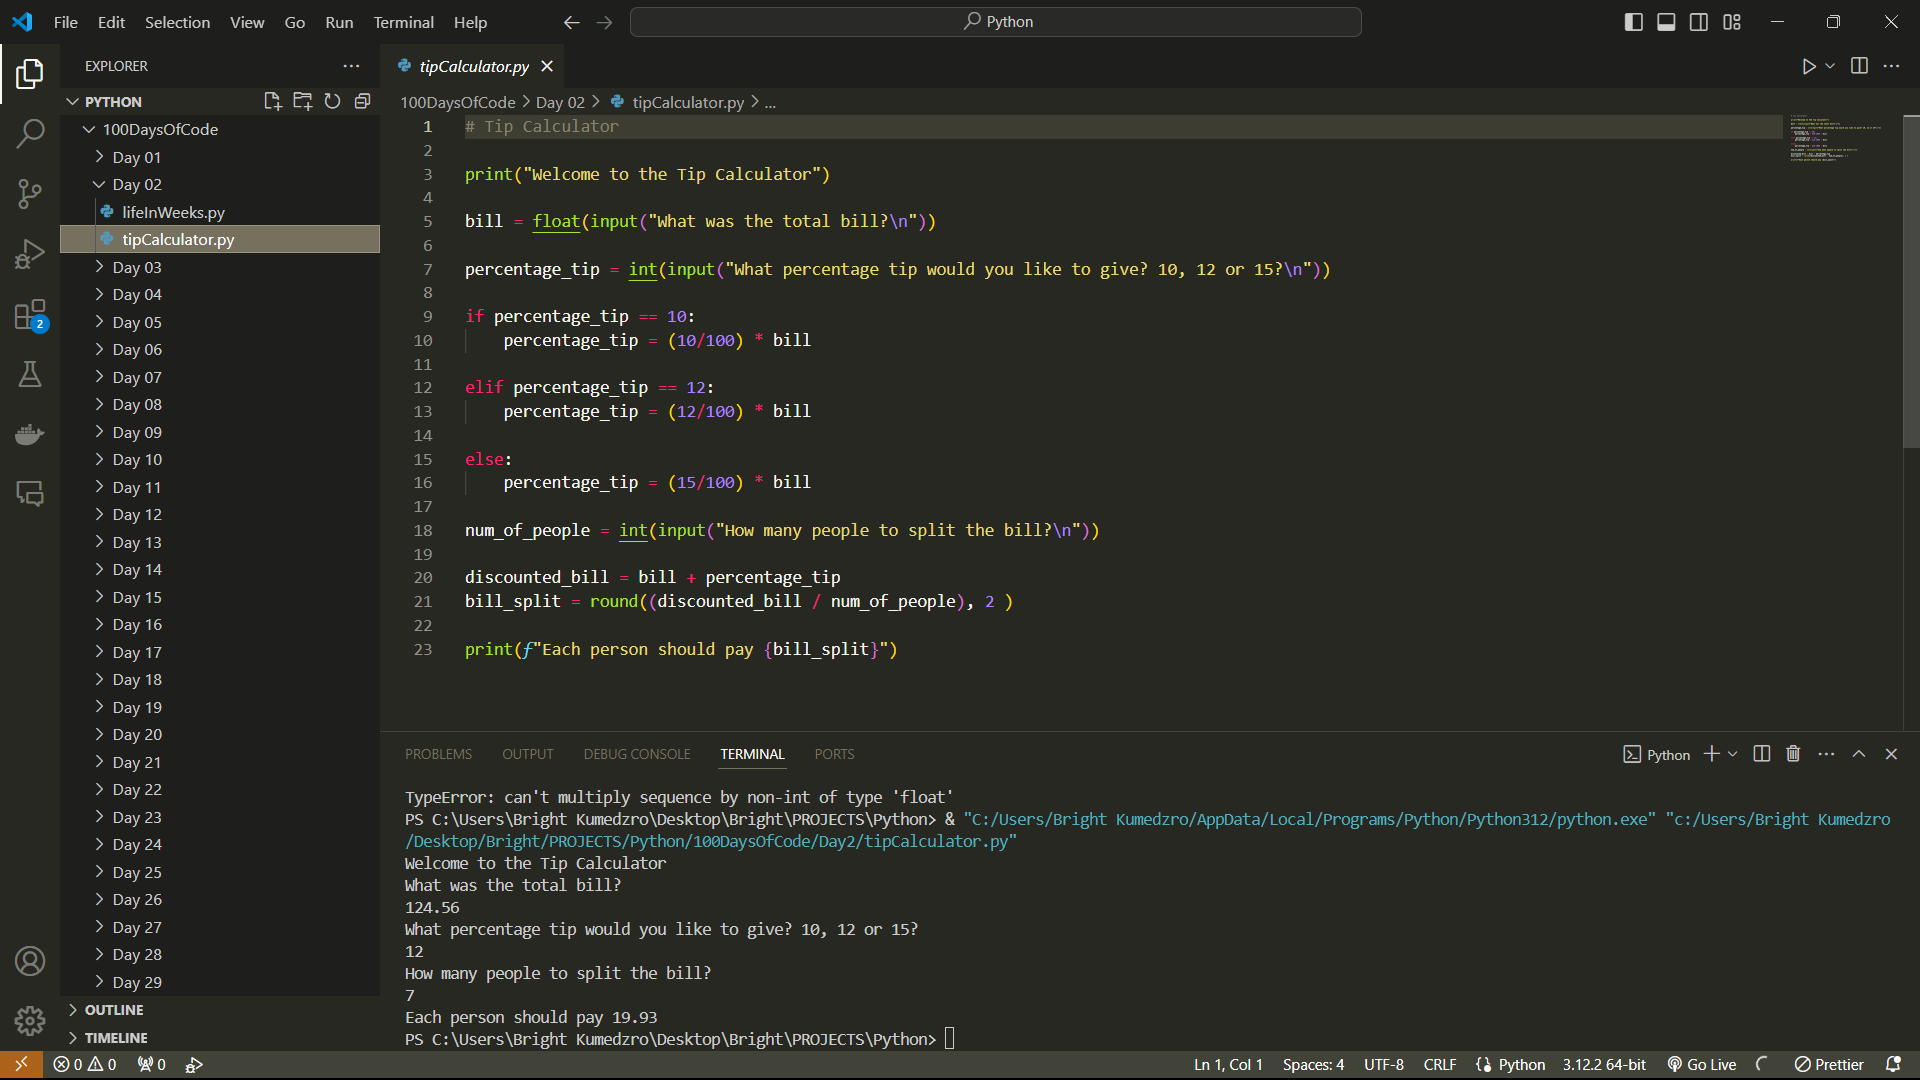 File Edit Selection View Go Run Terminal Help
Python
EXPLORER
PYTHON
100DaysOfCode
Day 01
Day 02
lifeInWeeks.py
tipCalculator.py
Day 03
Day 04
Day 05
Day 06
Day 07
Day 08
Day 09
Day 10
Day 11
Day 12
Day 13
Day 14
Day 15
Day 16
Day 17
Day 18
Day 19
Day 20
Day 21
Day 22
Day 23
Day 24
Day 25
Day 26
Day 27
Day 28
Day 29
OUTLINE
TIMELINE
2
tipCalculator.py
100DaysOfCode > Day 02 > tipCalculator.py > ...
1 # Tip Calculator
2
3 print("Welcome to the Tip Calculator")
4
5 bill = float(input("What was the total bill?\n"))
6
7 percentage_tip = int(input("What percentage tip would you like to give? 10, 12 or 15?\n"))
8
9 if percentage_tip == 10:
10     percentage_tip = (10/100) * bill
11
12 elif percentage_tip == 12:
13     percentage_tip = (12/100) * bill
14
15 else:
16     percentage_tip = (15/100) * bill
17
18 num_of_people = int(input("How many people to split the bill?\n"))
19
20 discounted_bill = bill + percentage_tip
21 bill_split = round((discounted_bill / num_of_people), 2 )
22
23 print(f"Each person should pay {bill_split}")
PROBLEMS OUTPUT DEBUG CONSOLE TERMINAL PORTS
Python
TypeError: can't multiply sequence by non-int of type 'float'
PS C:\Users\Bright Kumedzro\Desktop\Bright\PROJECTS\Python> & "C:/Users/Bright Kumedzro/AppData/Local/Programs/Python/Python312/python.exe" "c:/Users/Bright Kumedzro
/Desktop/Bright/PROJECTS/Python/100DaysOfCode/Day2/tipCalculator.py"
Welcome to the Tip Calculator
What was the total bill?
124.56
What percentage tip would you like to give? 10, 12 or 15?
12
How many people to split the bill?
7
Each person should pay 19.93
PS C:\Users\Bright Kumedzro\Desktop\Bright\PROJECTS\Python>
0 0 0
Ln 1, Col 1 Spaces: 4 UTF-8 CRLF Python 3.12.2 64-bit Go Live Prettier